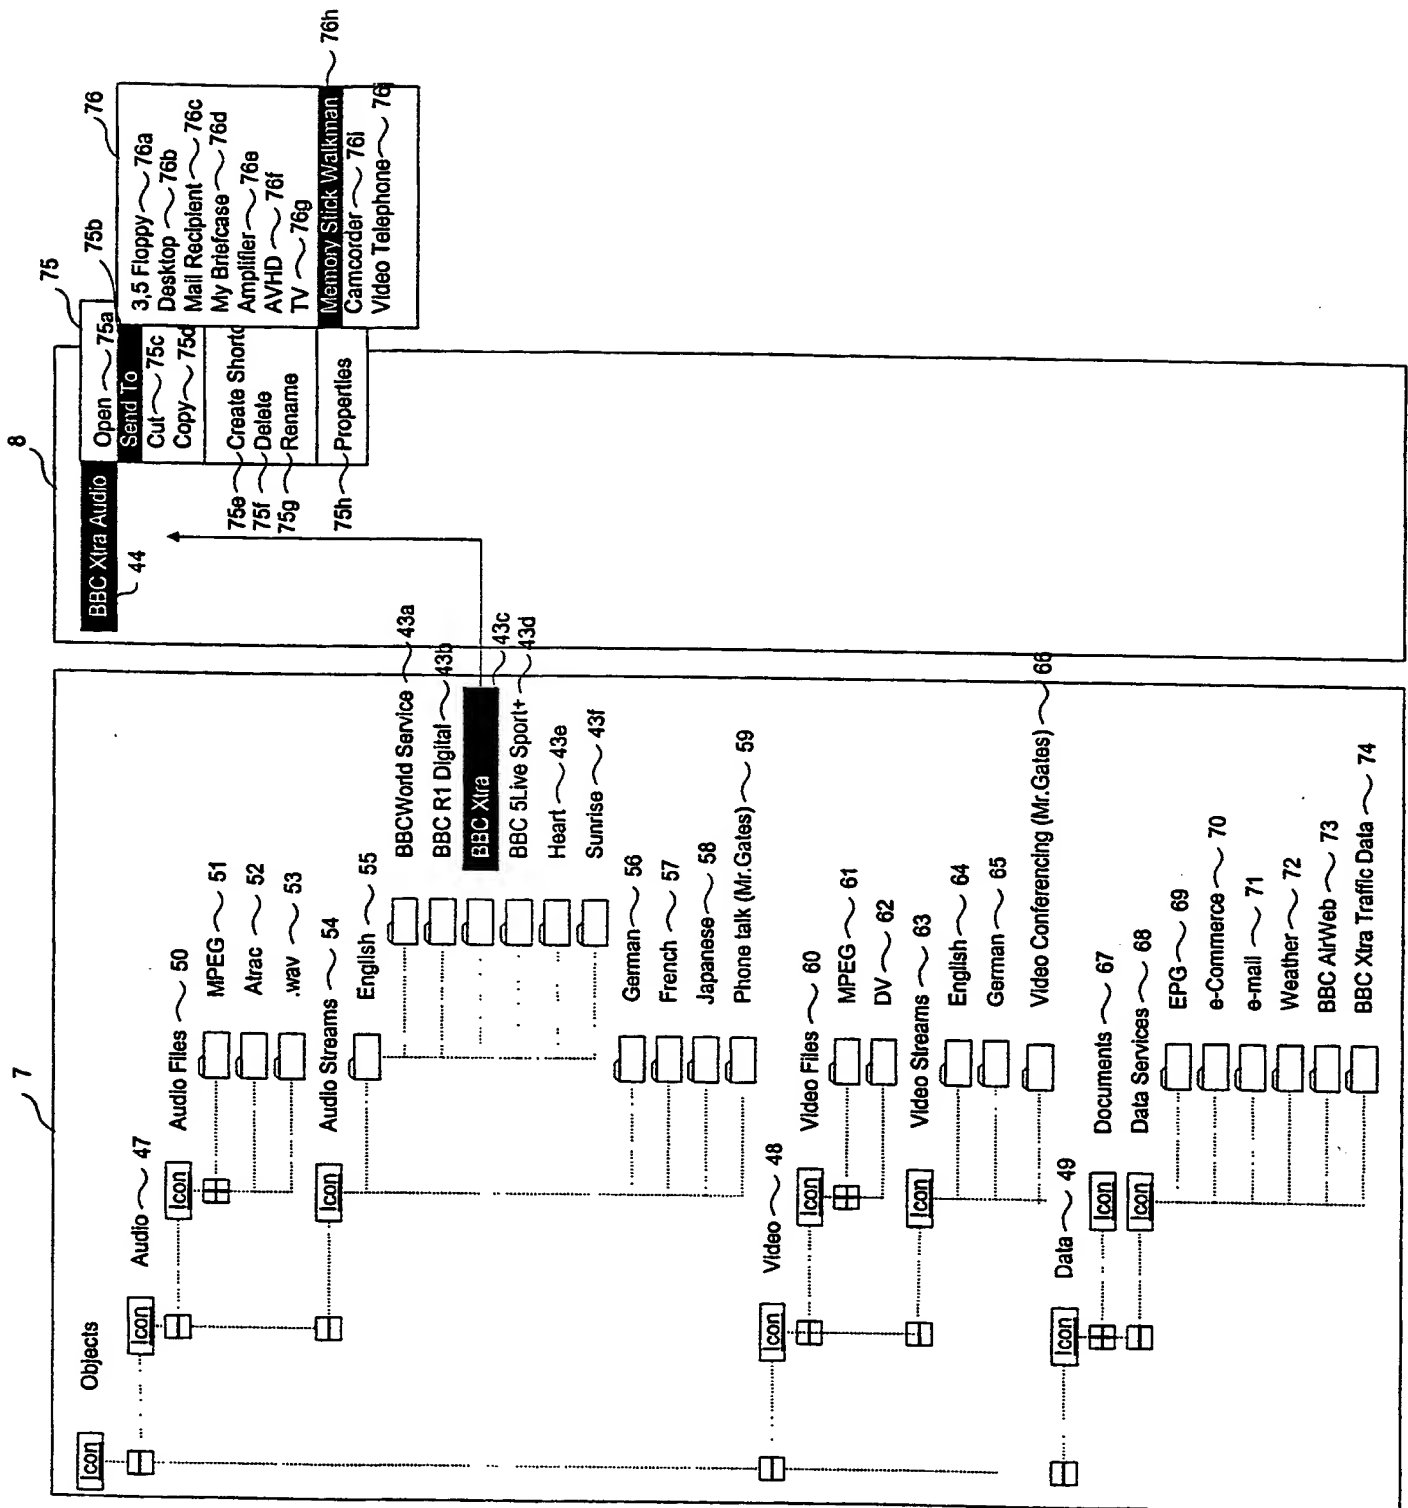 7
Objects
Icon
Icon
Audio 47
Icon
Audio Files 50
MPEG 51
Atrac 52
.wav 53
Icon
Audio Streams 54
English 55
BBCWorld Service 43a
BBC R1 Digital 43b
BBC Xtra 43c
BBC 5Live Sport+ 43d
Heart 43e
Sunrise 43f
German 56
French 57
Japanese 58
Phone talk (Mr.Gates) 59
Icon
Video 48
Icon
Video Files 60
MPEG 61
DV 62
Icon
Video Streams 63
English 64
German 65
Video Conferencing (Mr.Gates) 66
Icon
Data 49
Icon
Documents 67
Icon
Data Services 68
EPG 69
e-Commerce 70
e-mail 71
Weather 72
BBC AirWeb 73
BBC Xtra Traffic Data 74
8
BBC Xtra Audio
44
75
Open 75a
Send To
75b
Cut 75c
Copy 75d
75e Create Shortc
75f Delete
75g Rename
75h Properties
76
3,5 Floppy 76a
Desktop 76b
Mail Recipient 76c
My Briefcase 76d
Amplifier 76e
AVHD 76f
TV 76g
Memory Stick Walkman 76h
Camcorder 76i
Video Telephone 76j